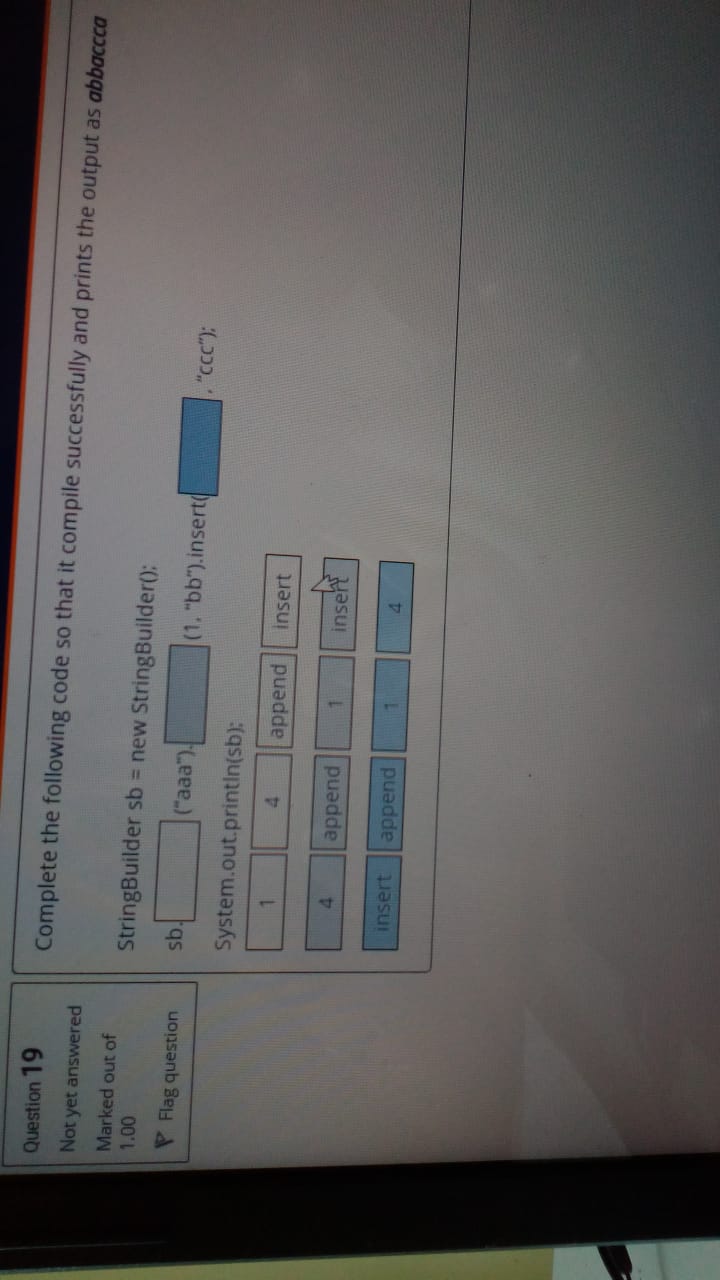 Question 19
Not yet answered
Marked out of
1.00
Flag question
Complete the following code so that it compile successfully and prints the output as abbaccca
StringBuilder sb = new StringBuilder();
sb. ("aaa"). (1, "bb").insert( , "ccc");
System.out.println(sb);
1 4 append insert
4 append 1 insert
insert append 1 4